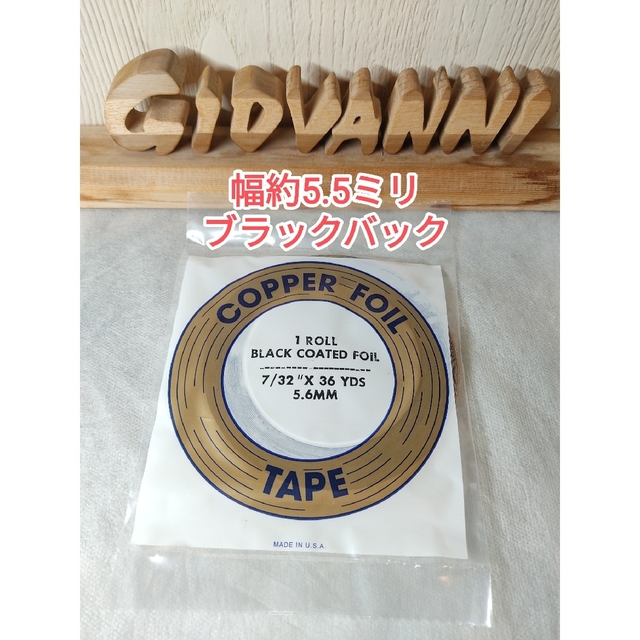 GIOVANNI
幅約5.5ミリ
ブラックバック
COPPER FOIL
1 ROLL
BLACK COATED FOIL
7/32" X 36 YDS
5.6MM
TAPE
MADE IN U.S.A